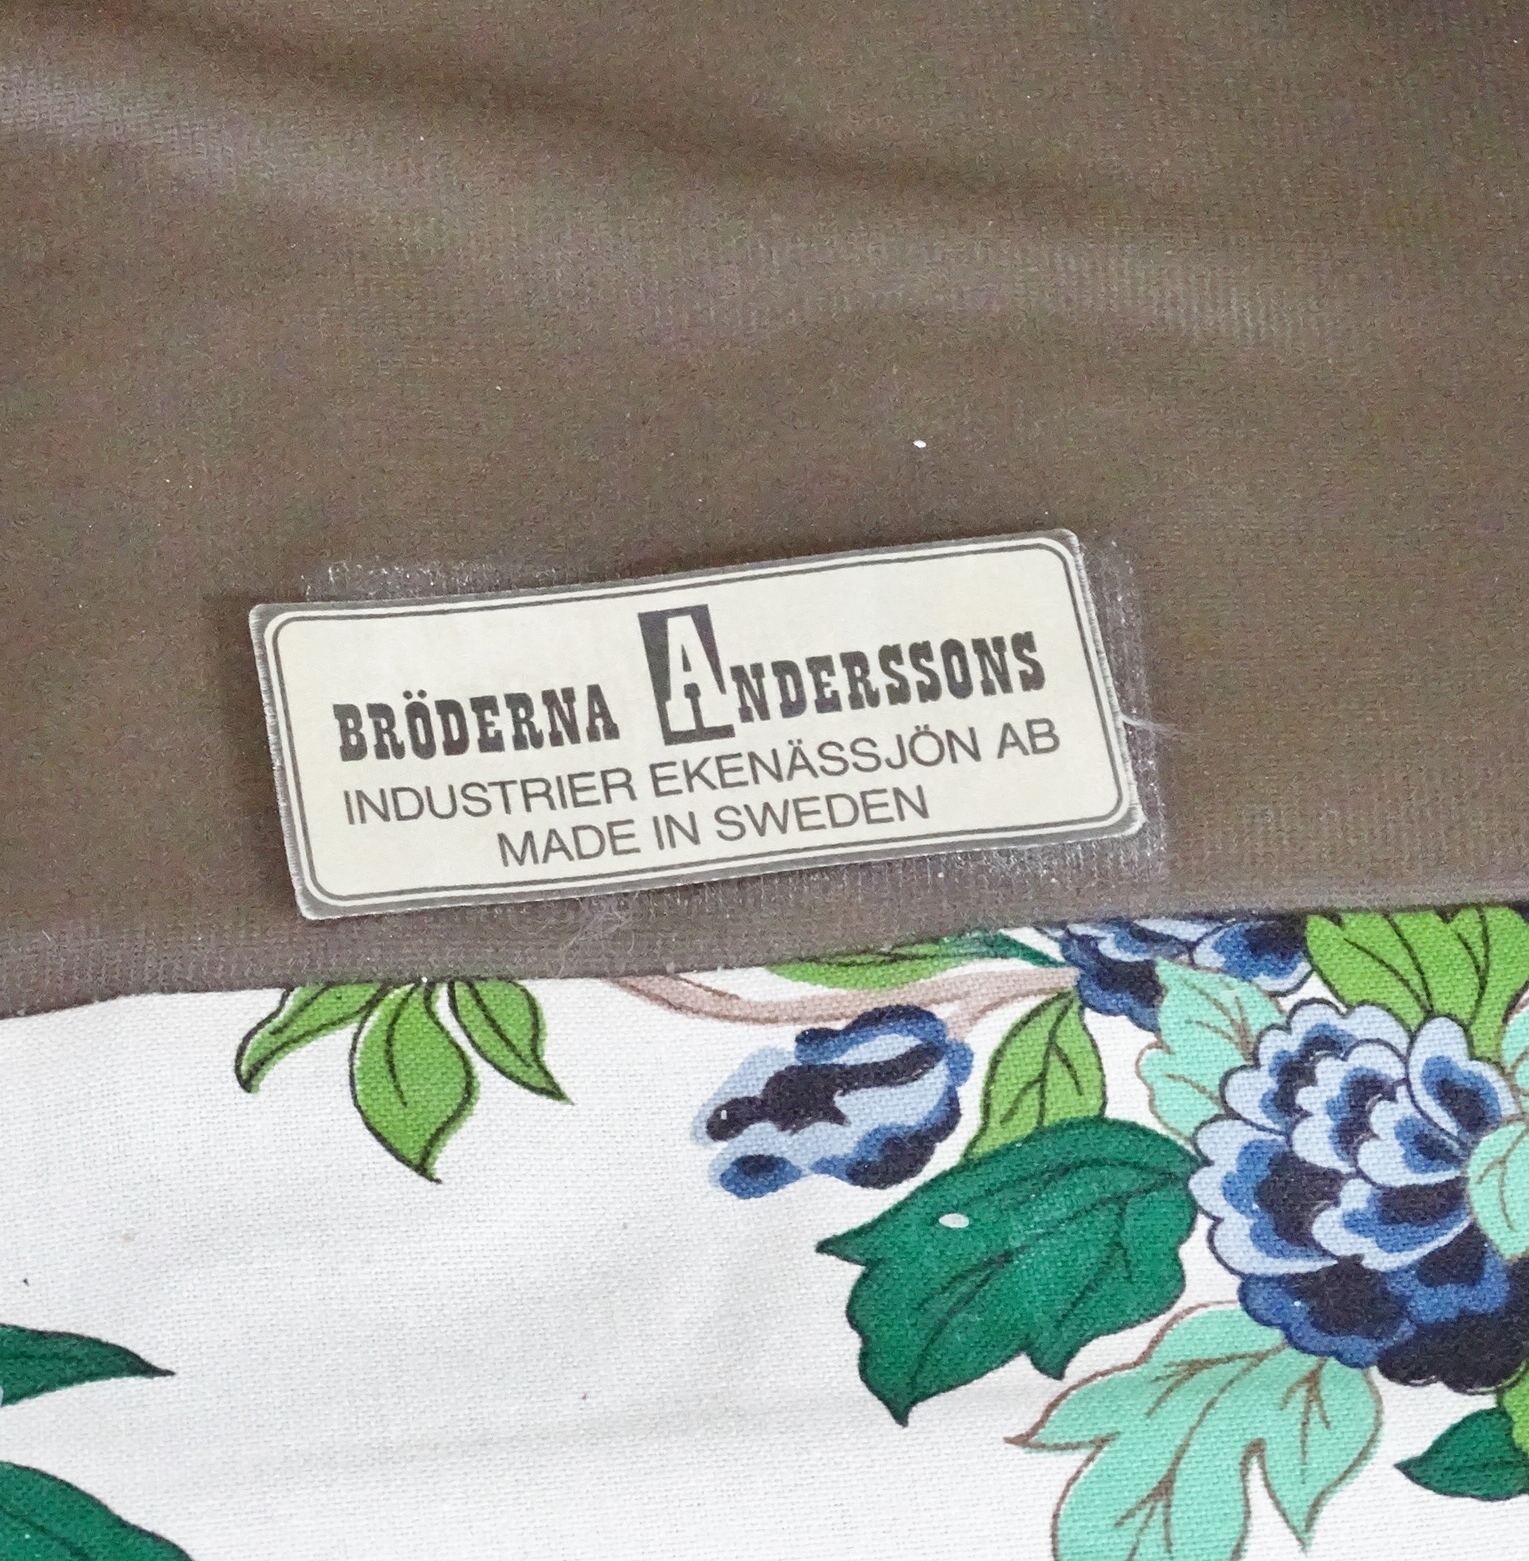 BRÖDERNA ANDERSSONS
INDUSTRIER EKENÄSSJÖN AB
MADE IN SWEDEN